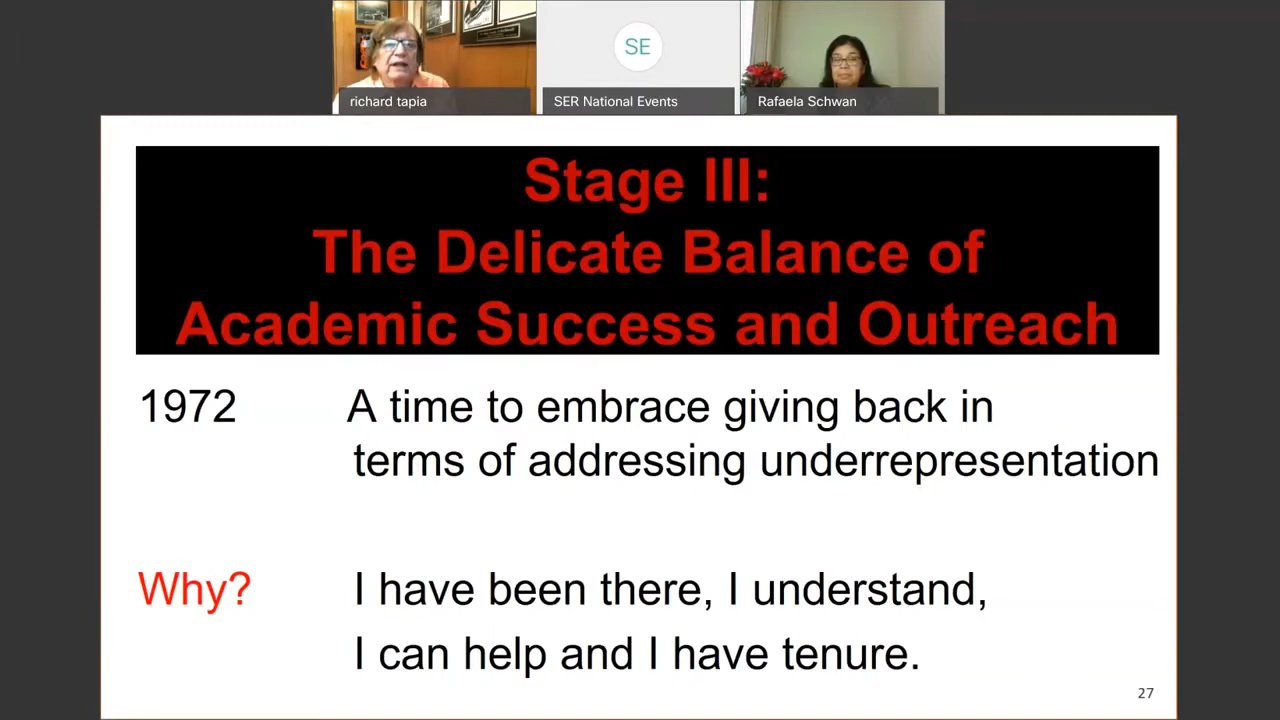 SE
richard tapia
SER National Events
Rafaela Schwan
Stage III:
The Delicate Balance of
Academic Success and Outreach
1972 A time to embrace giving back in
terms of addressing underrepresentation
Why? I have been there, I understand,
I can help and I have tenure.
27